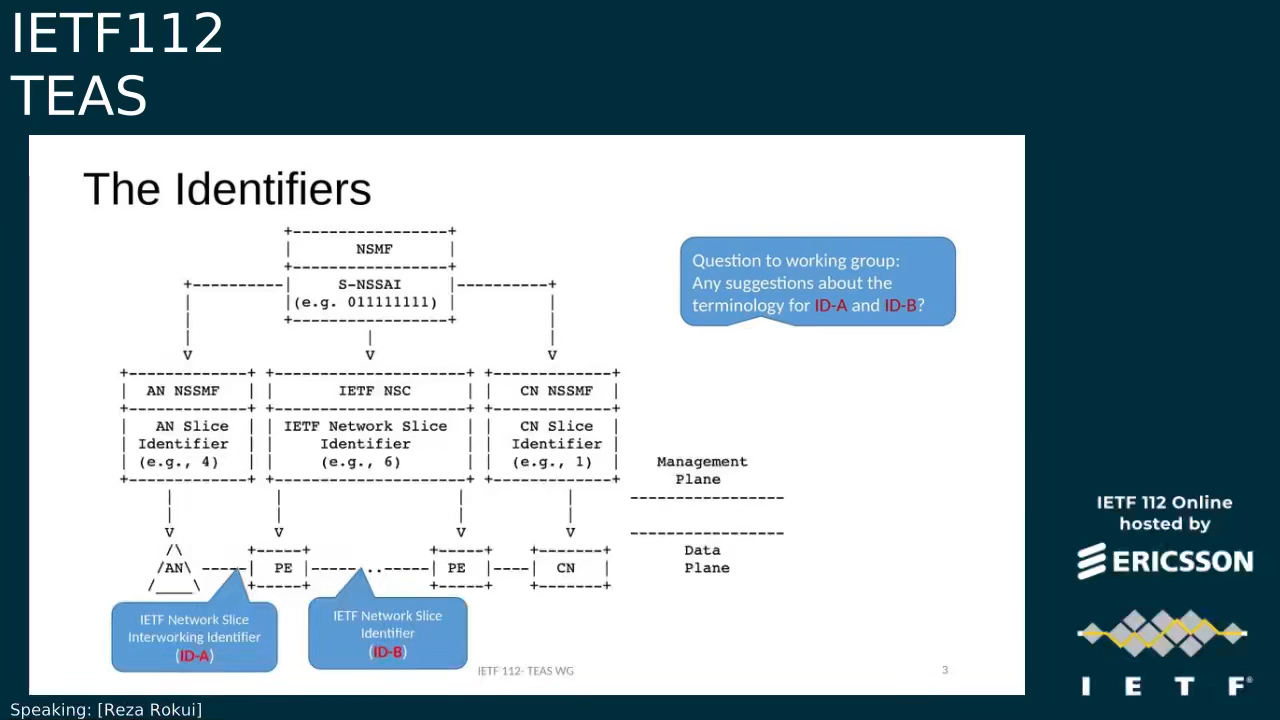 IETF112
TEAS
The Identifiers
NSMF
S-NSSAI
(e.g. 011111111)
Question to working group:
Any suggestions about the
terminology for ID-A and ID-B?
AN NSSMF
IETF NSC
CN NSSMF
AN Slice
Identifier
(e.g., 4)
IETF Network Slice
Identifier
(e.g., 6)
CN Slice
Identifier
(e.g., 1)
Management
Plane
Data
Plane
AN
PE
..
PE
CN
IETF Network Slice
Interworking Identifier
(ID-A)
IETF Network Slice
Identifier
(ID-B)
IETF 112- TEAS WG
3
IETF 112 Online
hosted by
ERICSSON
I E T F®
Speaking: [Reza Rokui]